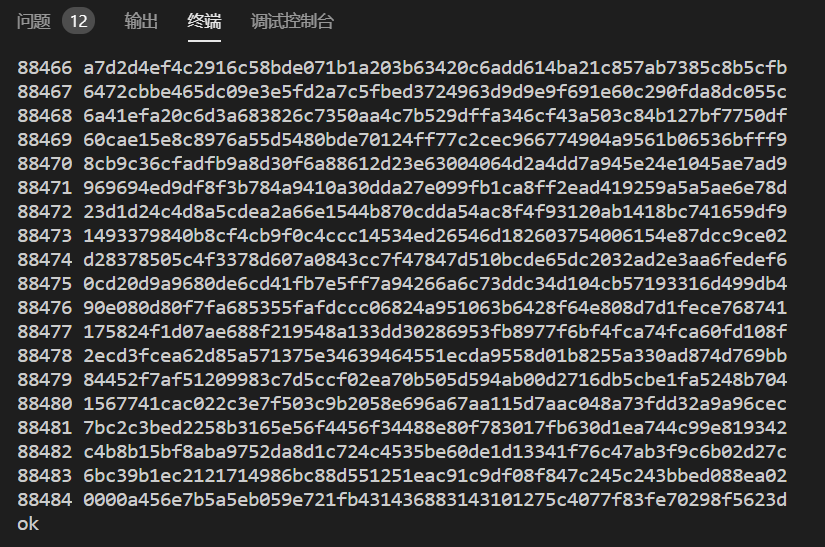 问题 12 输出 终端 调试控制台
88466 a7d2d4ef4c2916c58bde071b1a203b63420c6add614ba21c857ab7385c8b5cfb
88467 6472cbbe465dc09e3e5fd2a7c5fbed3724963d9d9e9f691e60c290fda8dc055c
88468 6a41efa20c6d3a683826c7350aa4c7b529dffa346cf43a503c84b127bf7750df
88469 60cae15e8c8976a55d5480bde70124ff77c2cec966774904a9561b06536bfff9
88470 8cb9c36cfadfb9a8d30f6a88612d23e63004064d2a4dd7a945e24e1045ae7ad9
88471 969694ed9df8f3b784a9410a30dda27e099fb1ca8ff2ead419259a5a5ae6e78d
88472 23d1d24c4d8a5cdea2a66e1544b870cdda54ac8f4f93120ab1418bc741659df9
88473 1493379840b8cf4cb9f0c4ccc14534ed26546d182603754006154e87dcc9ce02
88474 d28378505c4f3378d607a0843cc7f47847d510bcde65dc2032ad2e3aa6fedef6
88475 0cd20d9a9680de6cd41fb7e5ff7a94266a6c73ddc34d104cb57193316d499db4
88476 90e080d80f7fa685355fafdccc06824a951063b6428f64e808d7d1fece768741
88477 175824f1d07ae688f219548a133dd30286953fb8977f6bf4fca74fca60fd108f
88478 2ecd3fcea62d85a571375e34639464551ecda9558d01b8255a330ad874d769bb
88479 84452f7af51209983c7d5ccf02ea70b505d594ab00d2716db5cbe1fa5248b704
88480 1567741cac022c3e7f503c9b2058e696a67aa115d7aac048a73fdd32a9a96cec
88481 7bc2c3bed2258b3165e56f4456f34488e80f783017fb630d1ea744c99e819342
88482 c4b8b15bf8aba9752da8d1c724c4535be60de1d13341f76c47ab3f9c6b02d27c
88483 6bc39b1ec2121714986bc88d551251eac91c9df08f847c245c243bbed088ea02
88484 0000a456e7b5a5eb059e721fb431436883143101275c4077f83fe70298f5623d
ok